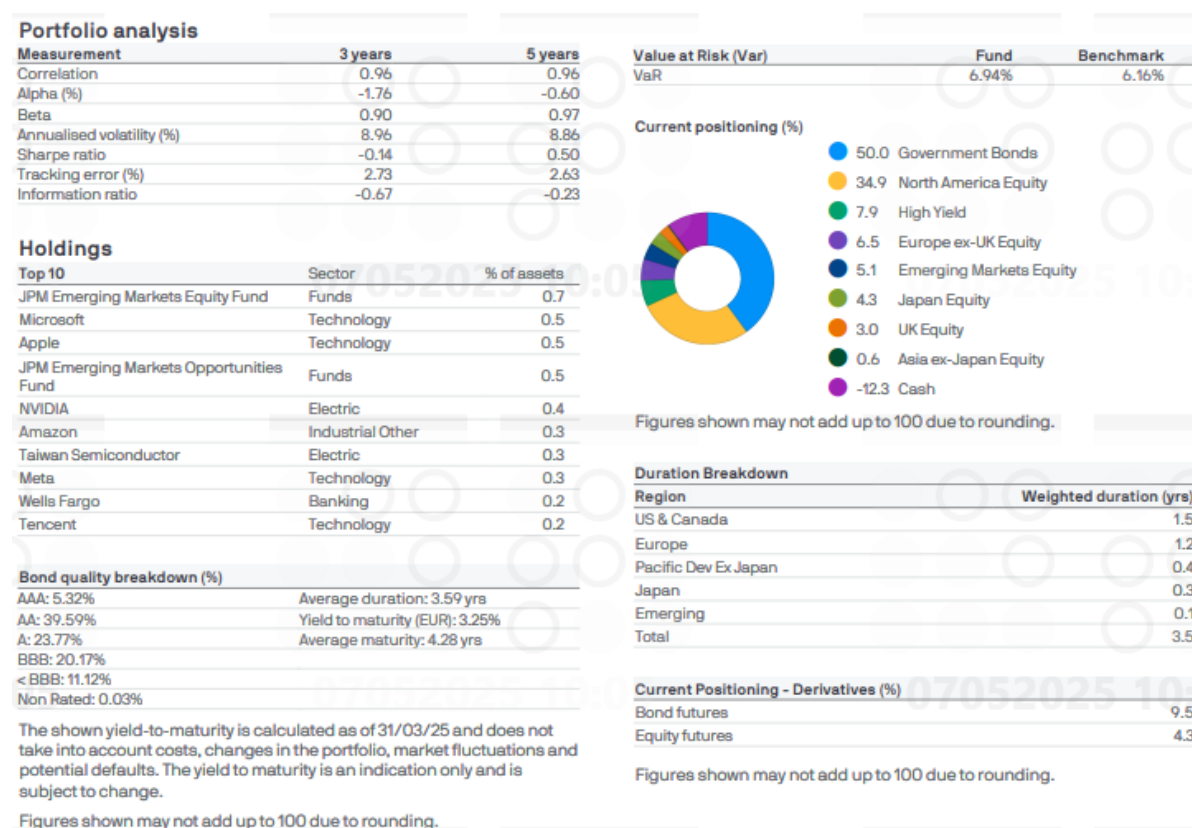 Portfolio analysis
Measurement 3 years 5 years
Correlation 0.96 0.96
Alpha (%) -1.76 -0.60
Beta 0.90 0.97
Annualised volatility (%) 8.96 8.86
Sharpe ratio -0.14 0.50
Tracking error (%) 2.73 2.63
Information ratio -0.67 -0.23
Holdings
Top 10 Sector % of assets
JPM Emerging Markets Equity Fund Funds 0.7
Microsoft Technology 0.5
Apple Technology 0.5
JPM Emerging Markets Opportunities
Fund Funds 0.5
NVIDIA Electric 0.4
Amazon Industrial Other 0.3
Taiwan Semiconductor Electric 0.3
Meta Technology 0.3
Wells Fargo Banking 0.2
Tencent Technology 0.2
Bond quality breakdown (%)
AAA: 5.32% Average duration: 3.59 yrs
AA: 39.59% Yield to maturity (EUR): 3.25%
A: 23.77% Average maturity: 4.28 yrs
BBB: 20.17%
< BBB: 11.12%
Non Rated: 0.03%
The shown yield-to-maturity is calculated as of 31/03/25 and does not
take into account costs, changes in the portfolio, market fluctuations and
potential defaults. The yield to maturity is an indication only and is
subject to change.
Figures shown may not add up to 100 due to rounding.
Value at Risk (Var) Fund Benchmark
VaR 6.94% 6.16%
Current positioning (%)
50.0 Government Bonds
34.9 North America Equity
7.9 High Yield
6.5 Europe ex-UK Equity
5.1 Emerging Markets Equity
4.3 Japan Equity
3.0 UK Equity
0.6 Asia ex-Japan Equity
-12.3 Cash
Figures shown may not add up to 100 due to rounding.
Duration Breakdown
Region Weighted duration (yrs)
US & Canada 1.5
Europe 1.2
Pacific Dev Ex Japan 0.4
Japan 0.3
Emerging 0.1
Total 3.5
Current Positioning - Derivatives (%)
Bond futures 9.5
Equity futures 4.3
Figures shown may not add up to 100 due to rounding.